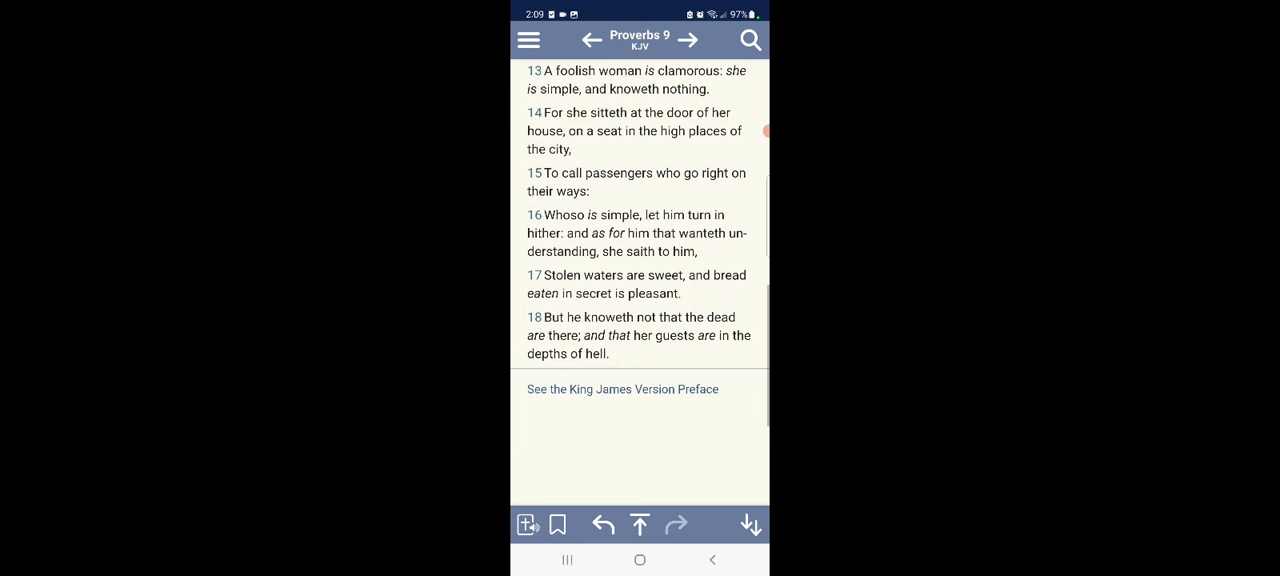 2:09 97%
Proverbs 9
KJV
13 A foolish woman is clamorous: she
is simple, and knoweth nothing.
14 For she sitteth at the door of her
house, on a seat in the high places of
the city,
15 To call passengers who go right on
their ways:
16 Whoso is simple, let him turn in
hither: and as for him that wanteth un-
derstanding, she saith to him,
17 Stolen waters are sweet, and bread
eaten in secret is pleasant.
18 But he knoweth not that the dead
are there; and that her guests are in the
depths of hell.
See the King James Version Preface